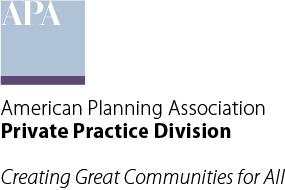 APA
American Planning Association
Private Practice Division
Creating Great Communities for All